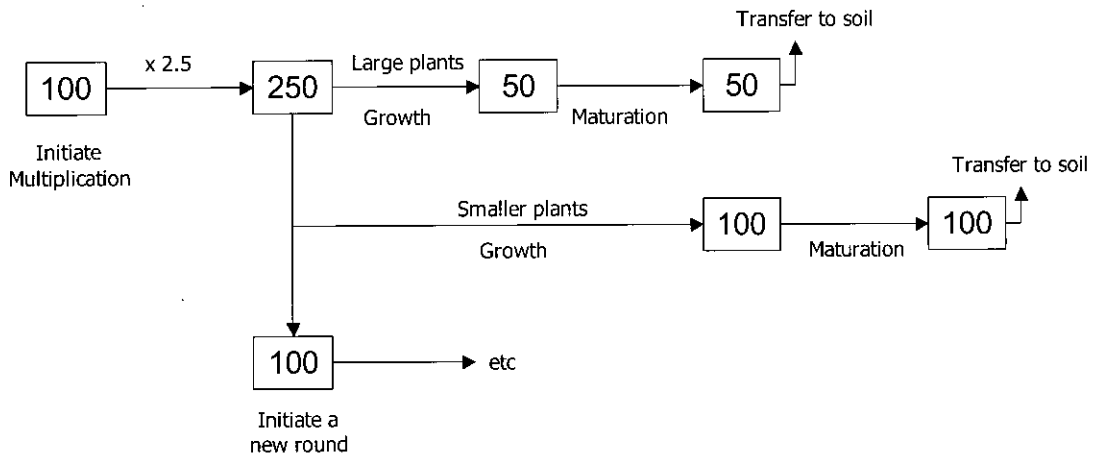 Transfer to soil
x 2.5
Large plants
100
250
50
50
Growth
Maturation
Initiate
Multiplication
Transfer to soil
Smaller plants
100
100
Growth
Maturation
100
etc
Initiate a
new round